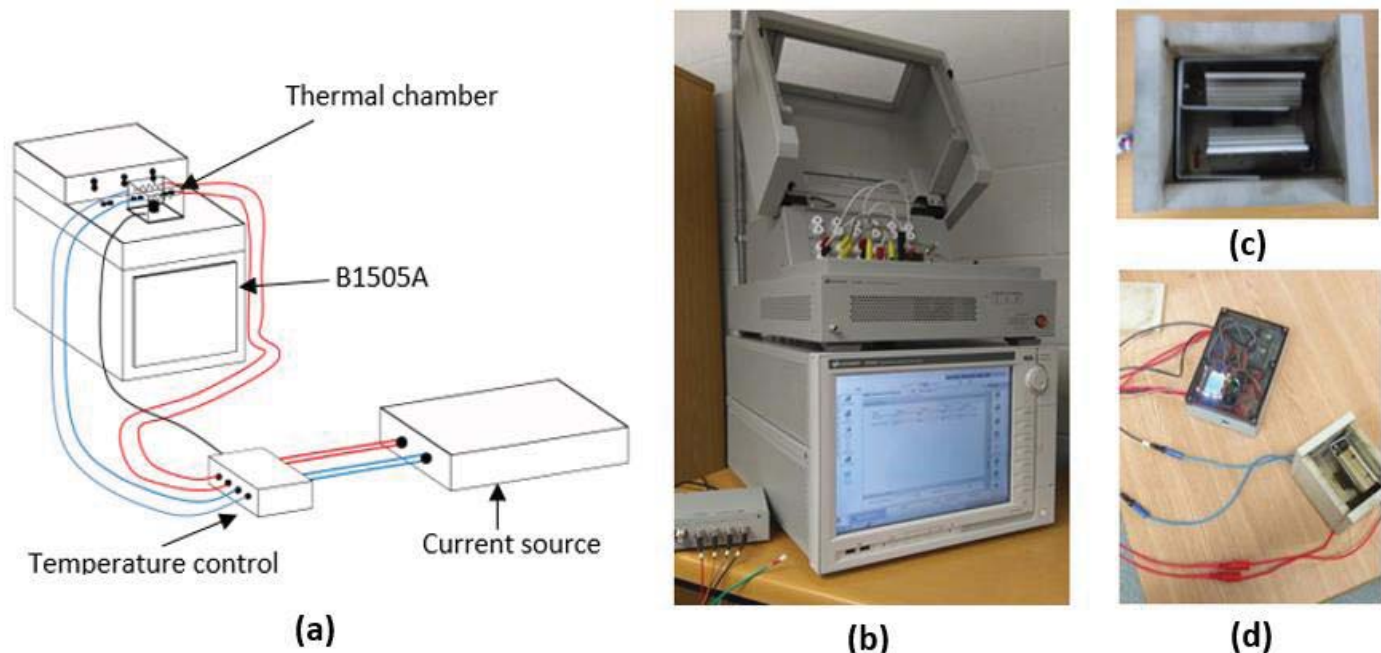 Thermal chamber
B1505A
Current source
Temperature control
(a)
(b)
(c)
(d)